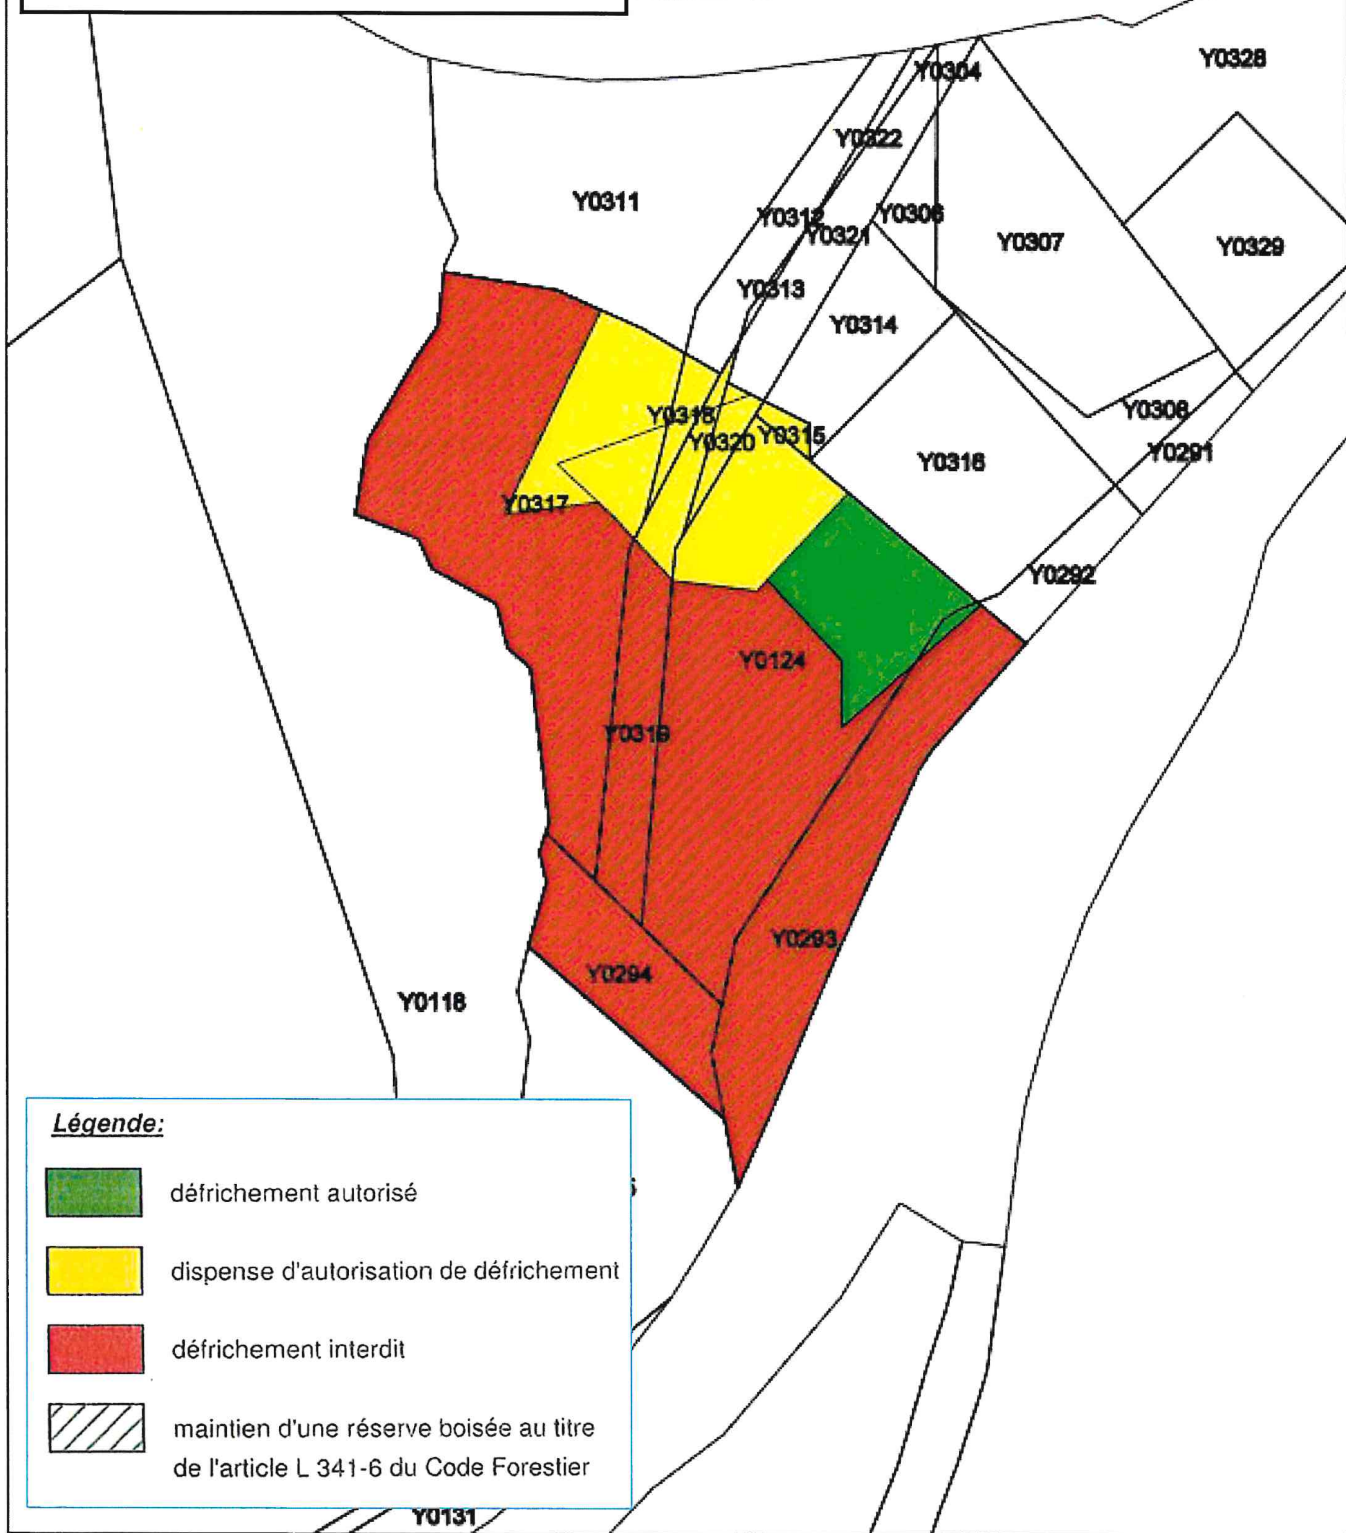 Y0304
Y0328
Y0322
Y0311
Y0312
Y0306
Y0321
Y0307
Y0329
Y0313
Y0314
Y0318
Y0320
Y0315
Y0308
Y0291
Y0316
Y0317
Y0292
Y0124
Y0319
Y0293
Y0294
Y0118
Légende:
défrichement autorisé
dispense d'autorisation de défrichement
défrichement interdit
maintien d'une réserve boisée au titre
de l'article L 341-6 du Code Forestier
Y0131